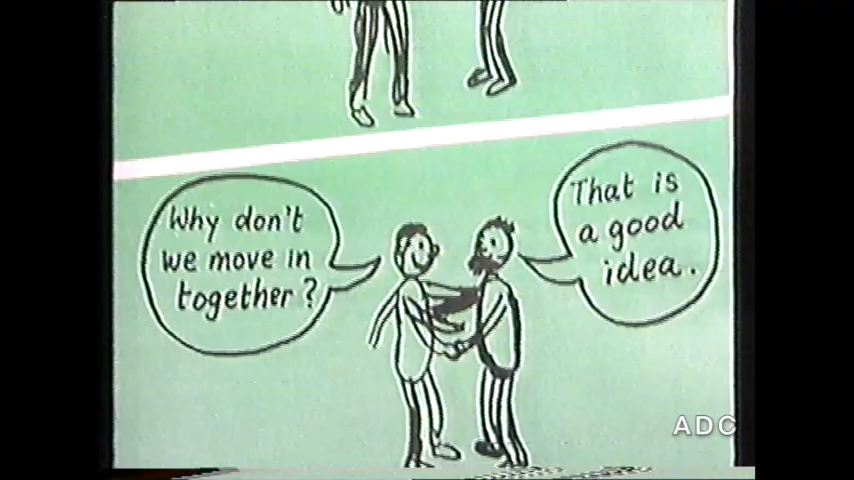 Why don't
we move in
together?
That is
a good
idea.
ADC